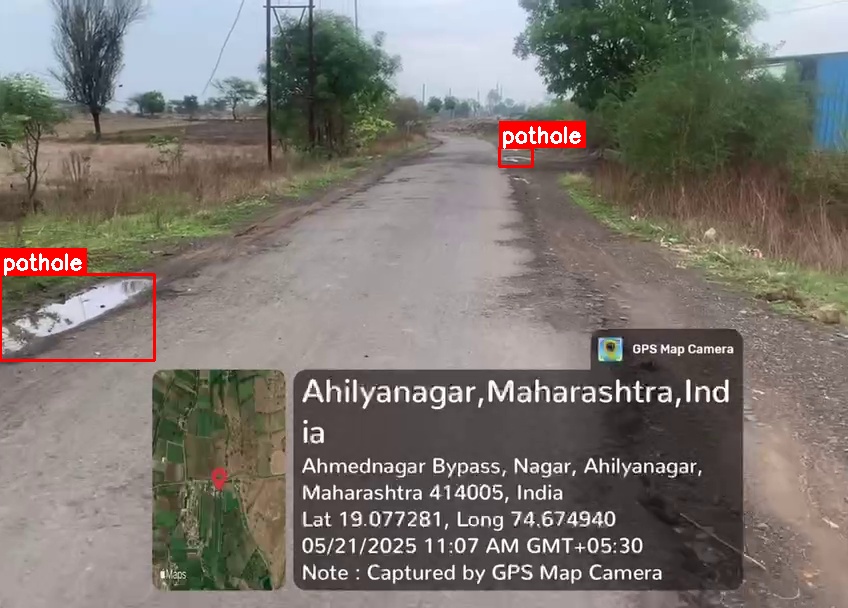 pothole
pothole
GPS Map Camera
Ahilyanagar,Maharashtra,Ind
ia
Ahmednagar Bypass, Nagar, Ahilyanagar,
Maharashtra 414005, India
Lat 19.077281, Long 74.674940
05/21/2025 11:07 AM GMT+05:30
Note : Captured by GPS Map Camera
Maps